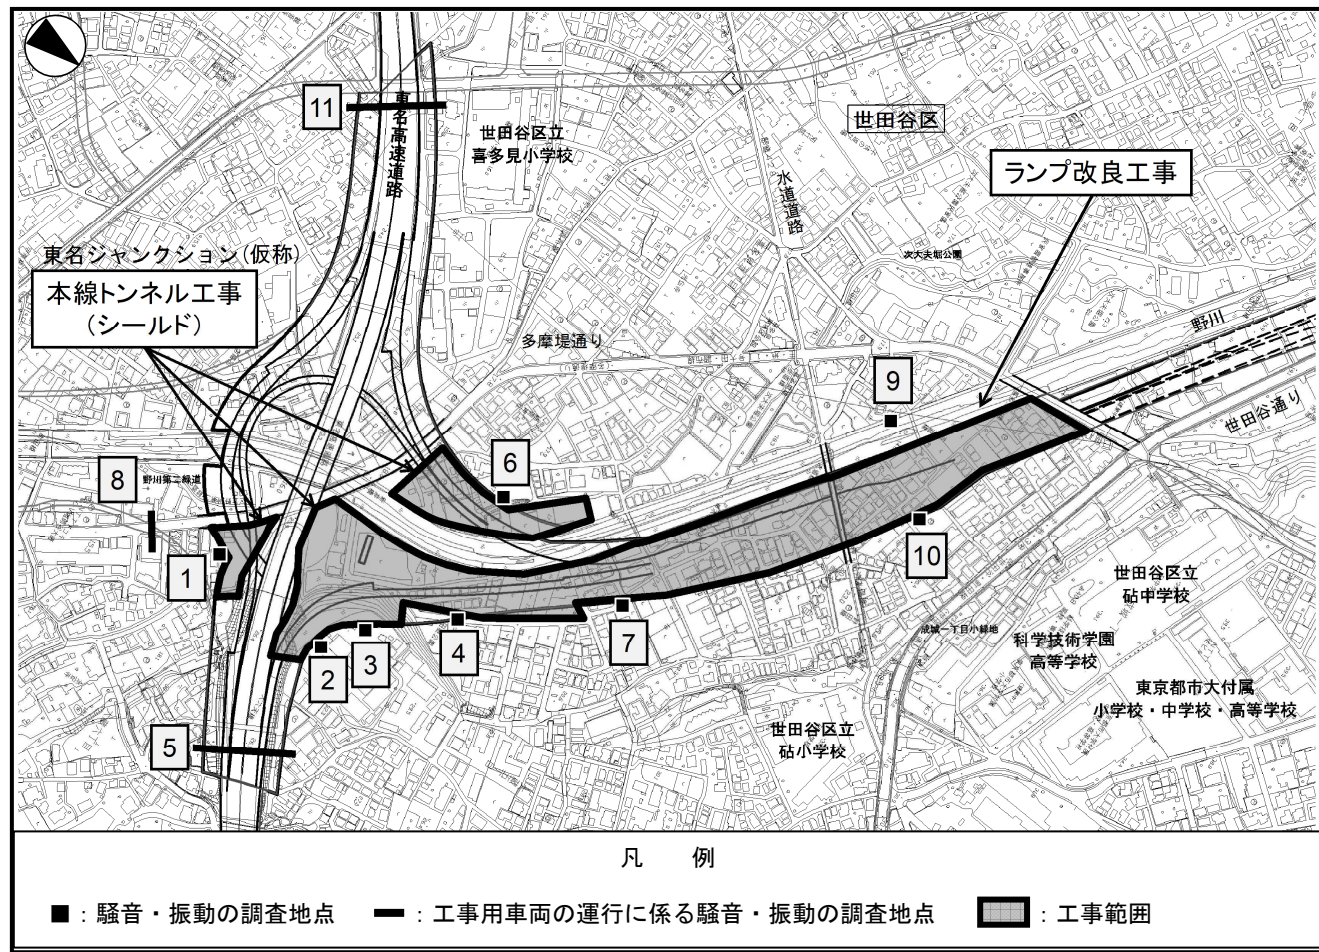 11
東名高速道路
世田谷区立
喜多見小学校
世田谷区
ランプ改良工事
水道道路
次大夫堀公園
東名ジャンクション(仮称)
本線トンネル工事
(シールド)
多摩堤通り
野川
世田谷通り
9
8
野川第二緑道
6
1
10
2
3
4
7
世田谷区立
砧中学校
成城一丁目小緑地
科学技術学園
高等学校
東京都市大付属
小学校・中学校・高等学校
世田谷区立
砧小学校
5
凡 例
■:騒音・振動の調査地点 ━:工事用車両の運行に係る騒音・振動の調査地点 :工事範囲